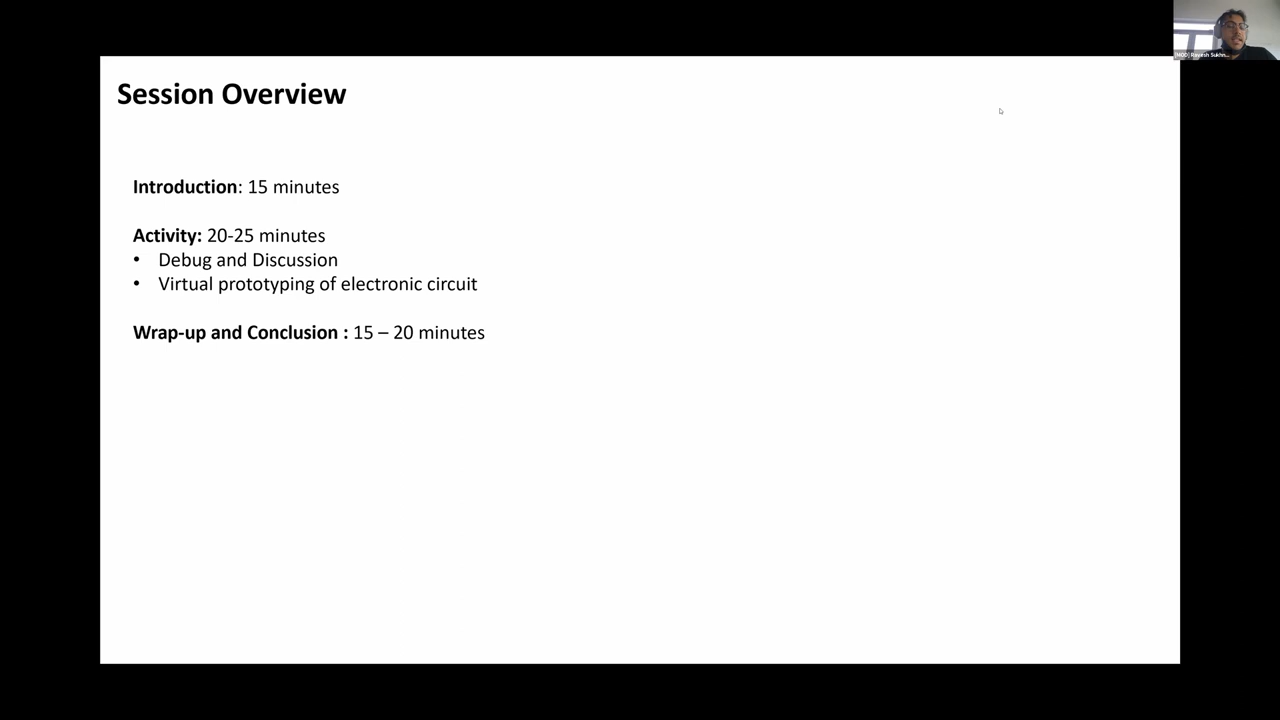 Session Overview
Introduction: 15 minutes
Activity: 20-25 minutes
• Debug and Discussion
• Virtual prototyping of electronic circuit
Wrap-up and Conclusion : 15 – 20 minutes